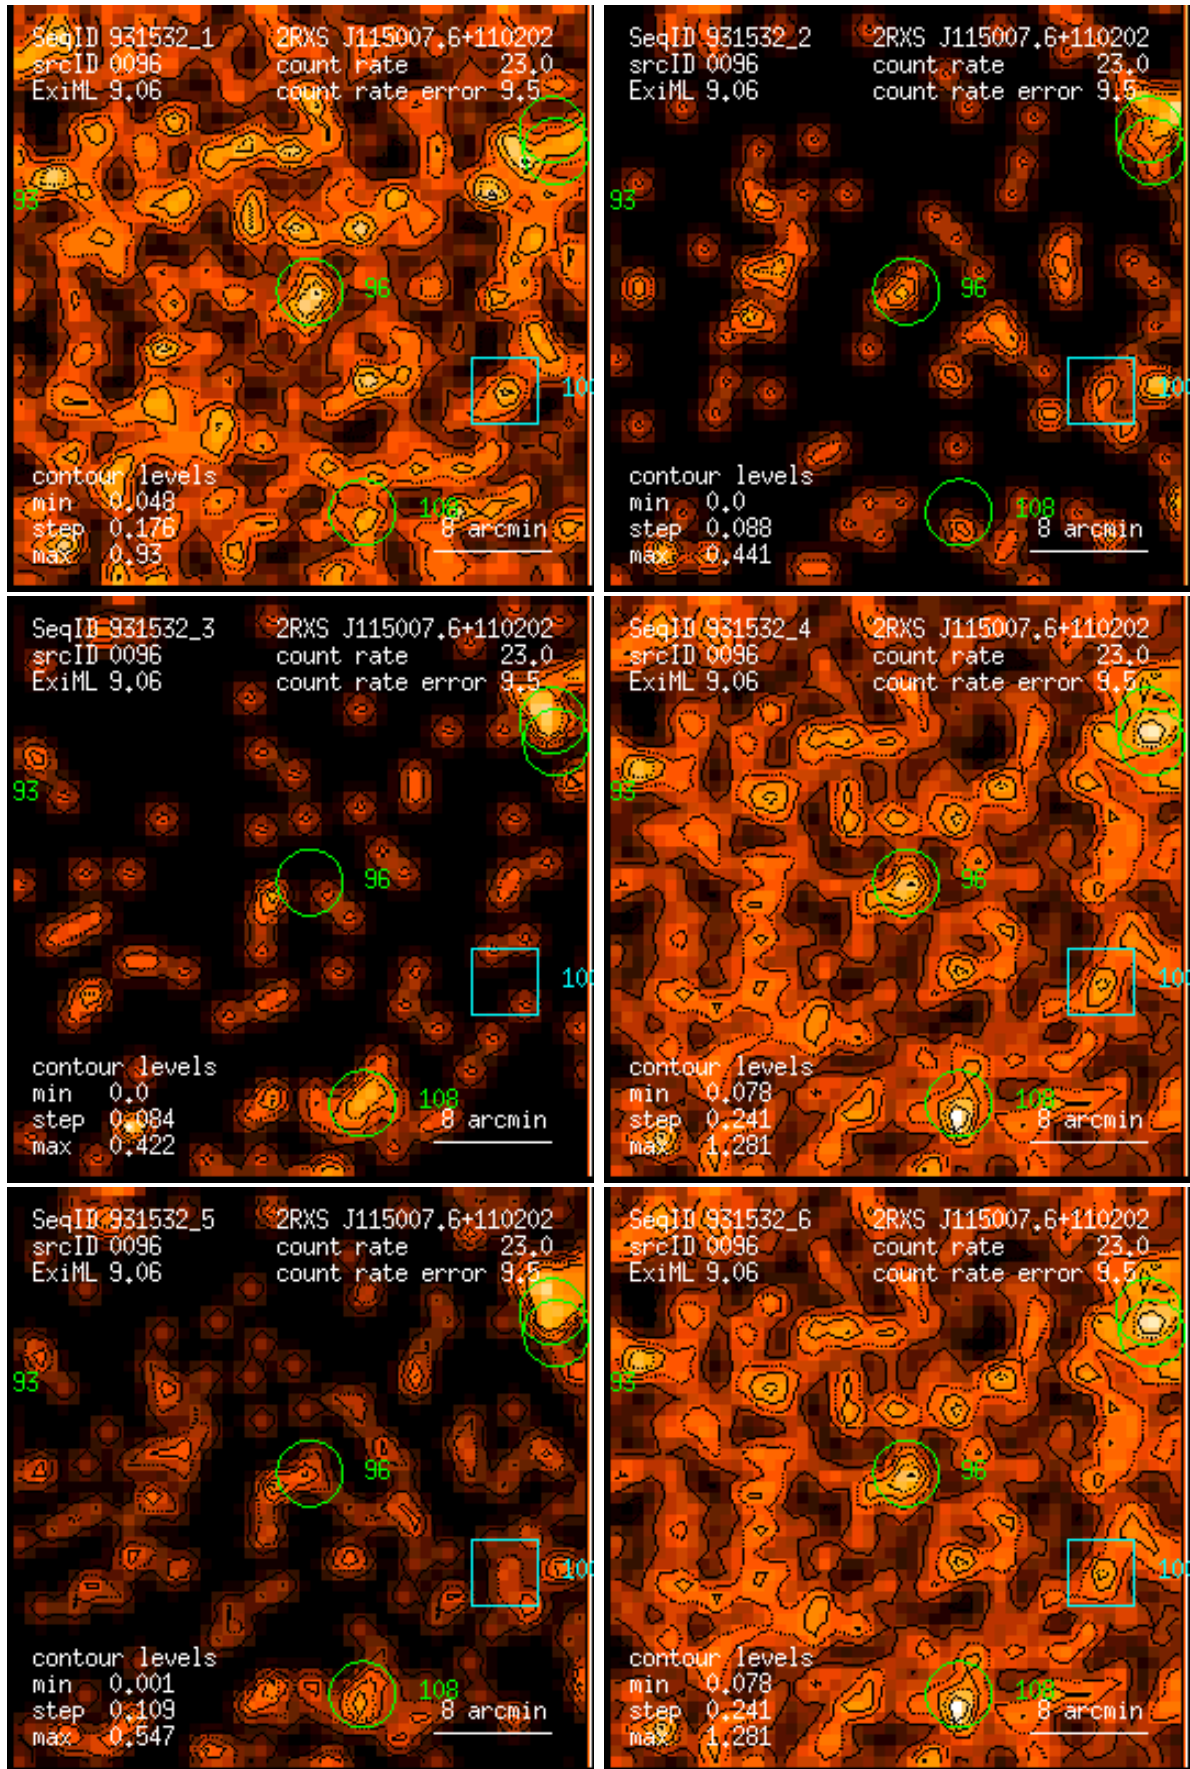 SeqID 931532_1 2RXS J115007.6+110202
srcID 0096 count rate 23.0
ExiML 9.06 count rate error 9.5
93
96
100
contour levels
min 0.048
108
step 0.176 8 arcmin
max 0.93
SeqID 931532_2 2RXS J115007.6+110202
srcID 0096 count rate 23.0
ExiML 9.06 count rate error 9.5
93
96
100
contour levels
min 0.0
108
step 0.088 8 arcmin
max 0.441
SeqID 931532_3 2RXS J115007.6+110202
srcID 0096 count rate 23.0
ExiML 9.06 count rate error 9.5
93
96
100
contour levels
min 0.0
108
step 0.084 8 arcmin
max 0.422
SeqID 931532_4 2RXS J115007.6+110202
srcID 0096 count rate 23.0
ExiML 9.06 count rate error 9.5
93
96
100
contour levels
min 0.078
108
step 0.241 8 arcmin
max 1.281
SeqID 931532_5 2RXS J115007.6+110202
srcID 0096 count rate 23.0
ExiML 9.06 count rate error 9.5
93
96
100
contour levels
min 0.001
108
step 0.109 8 arcmin
max 0.547
SeqID 931532_6 2RXS J115007.6+110202
srcID 0096 count rate 23.0
ExiML 9.06 count rate error 9.5
93
96
100
contour levels
min 0.078
108
step 0.241 8 arcmin
max 1.281